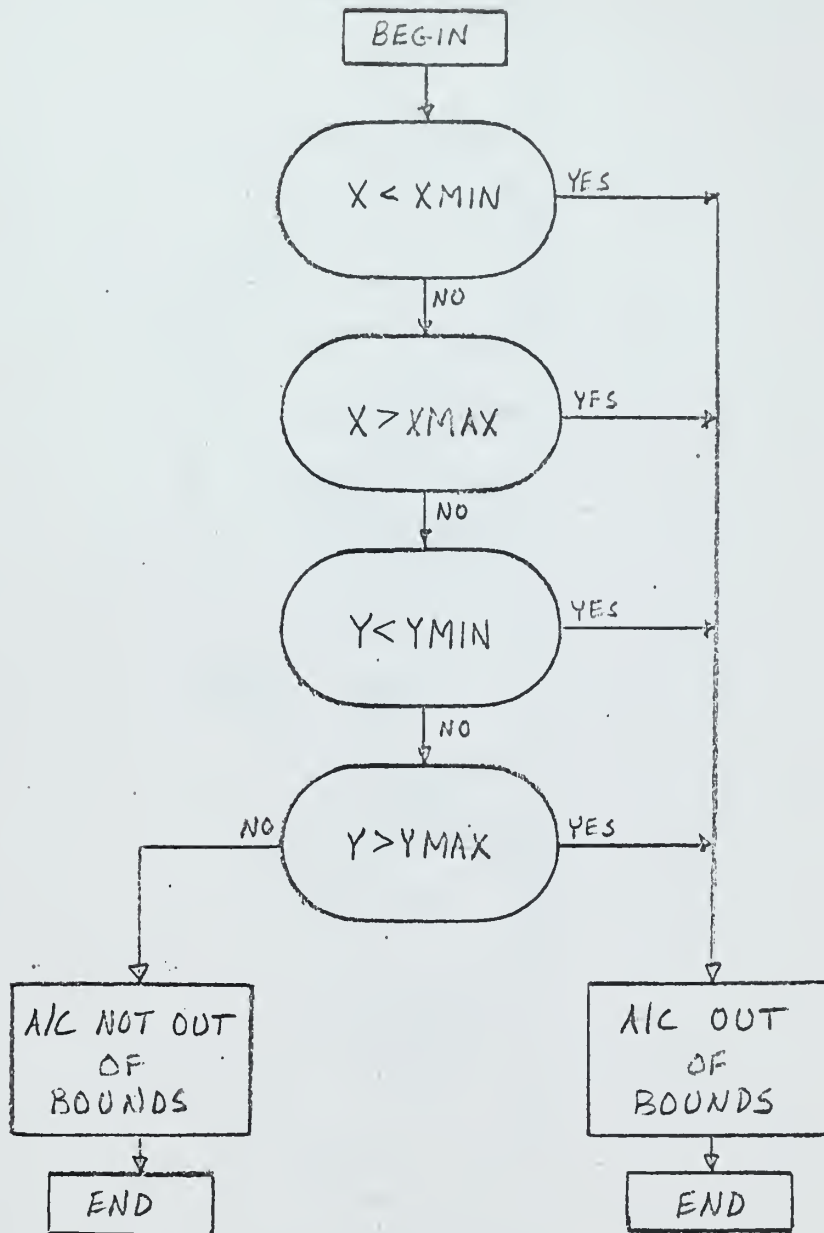 BEGIN
X < XMIN
YES
NO
X > XMAX
YES
NO
Y < YMIN
YES
NO
Y > YMAX
NO
YES
A/C NOT OUT
OF
BOUNDS
A/C OUT
OF
BOUNDS
END
END